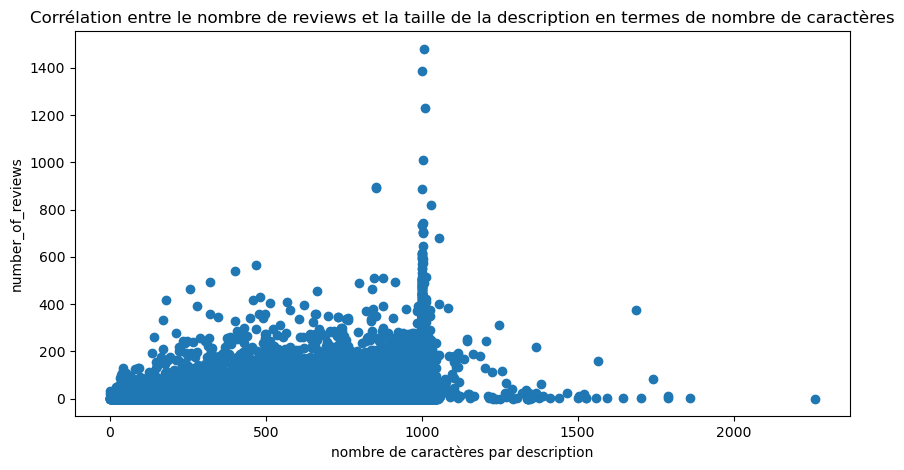 Corrélation entre le nombre de reviews et la taille de la description en termes de nombre de caractères
1400
1200
1000
800
600
400
200
0
number_of_reviews
0 500 1000 1500 2000
nombre de caractères par description